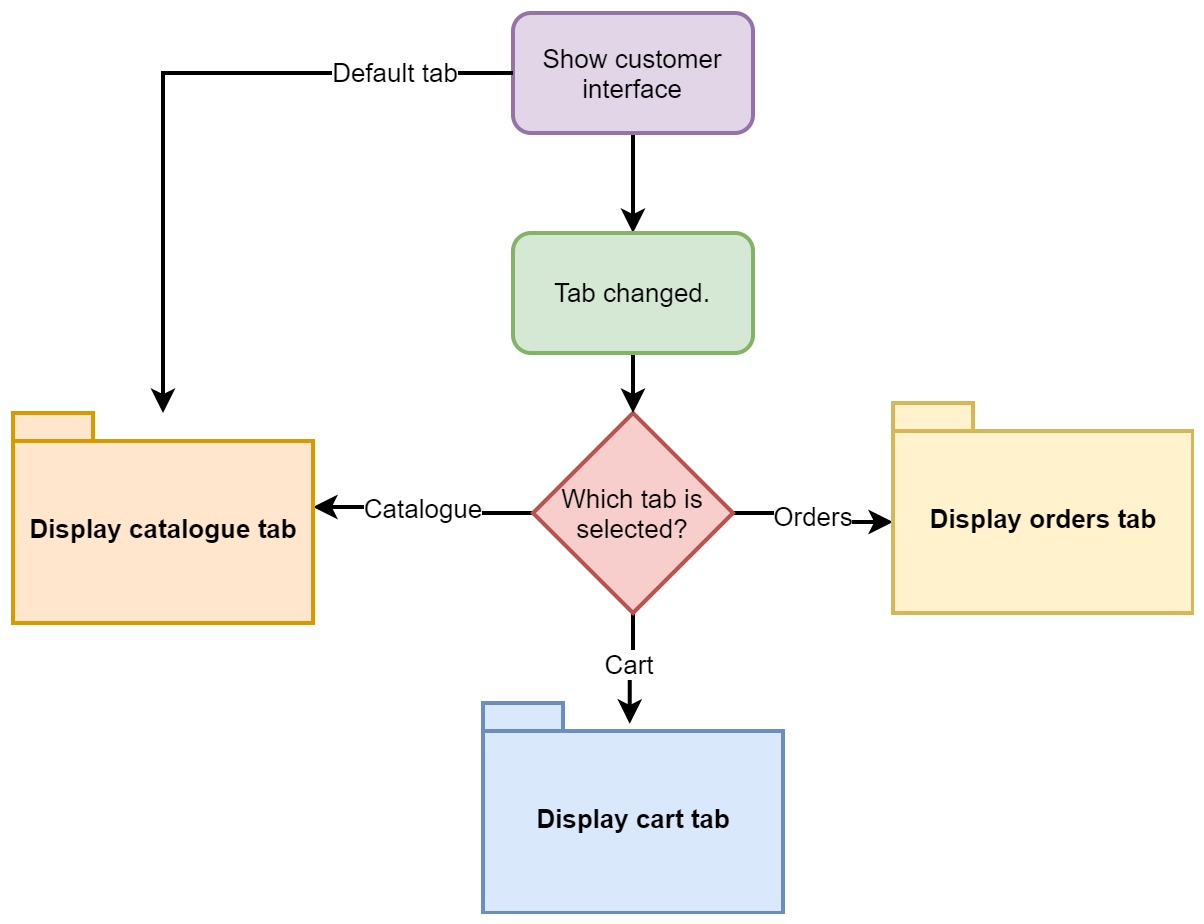 Show customer
interface
Default tab
Tab changed.
Which tab is
selected?
Catalogue
Orders
Display catalogue tab
Display orders tab
Cart
Display cart tab